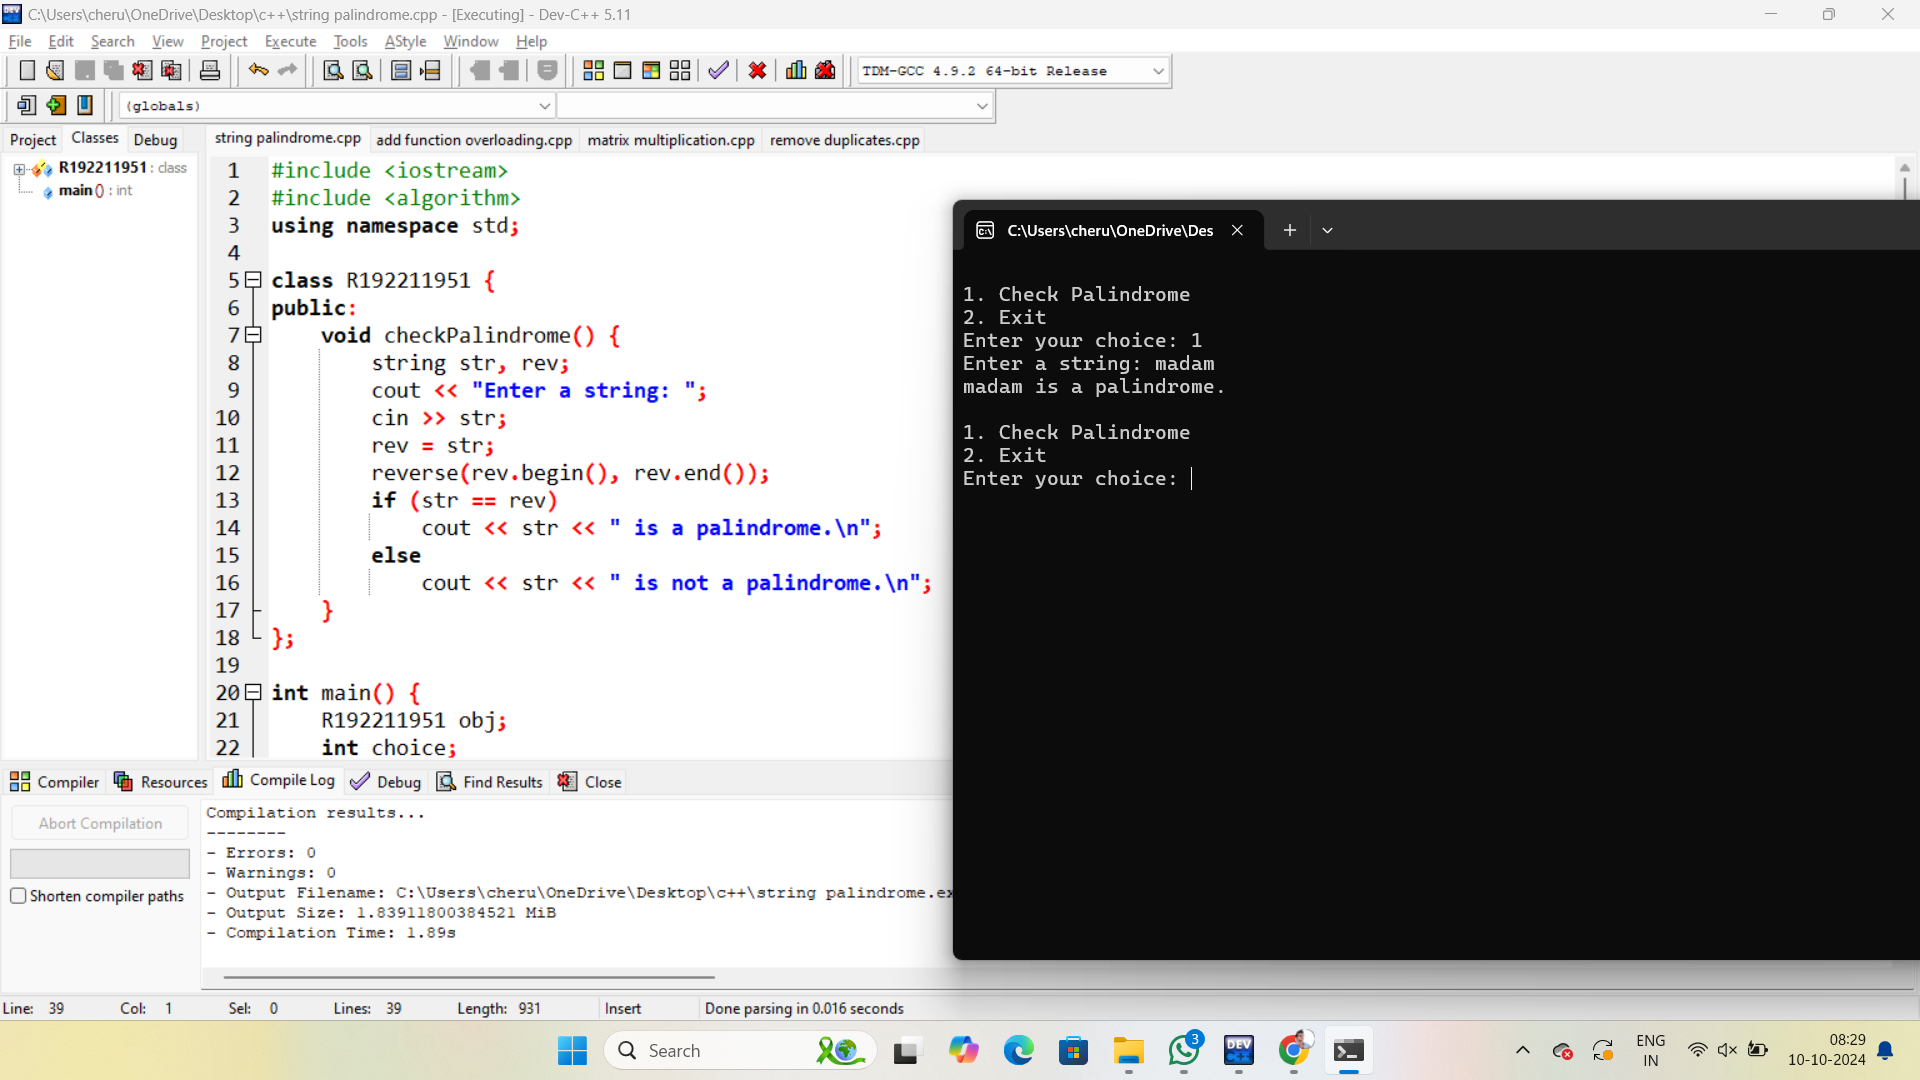 C:\Users\cheru\OneDrive\Desktop\c++\string palindrome.cpp - [Executing] - Dev-C++ 5.11
File Edit Search View Project Execute Tools AStyle Window Help
TDM-GCC 4.9.2 64-bit Release
(globals)
Project Classes Debug
string palindrome.cpp add function overloading.cpp matrix multiplication.cpp remove duplicates.cpp
R192211951 : class
main () : int
1 #include <iostream>
2 #include <algorithm>
3 using namespace std;
4
5 class R192211951 {
6 public:
7 void checkPalindrome() {
8 string str, rev;
9 cout << "Enter a string: ";
10 cin >> str;
11 rev = str;
12 reverse(rev.begin(), rev.end());
13 if (str == rev)
14 cout << str << " is a palindrome.\n";
15 else
16 cout << str << " is not a palindrome.\n";
17 }
18 };
19
20 int main() {
21 R192211951 obj;
22 int choice;
C:\Users\cheru\OneDrive\Des
1. Check Palindrome
2. Exit
Enter your choice: 1
Enter a string: madam
madam is a palindrome.
1. Check Palindrome
2. Exit
Enter your choice:
Compiler Resources Compile Log Debug Find Results Close
Abort Compilation
Shorten compiler paths
Compilation results...
--------
- Errors: 0
- Warnings: 0
- Output Filename: C:\Users\cheru\OneDrive\Desktop\c++\string palindrome.ex
- Output Size: 1.83911800384521 MiB
- Compilation Time: 1.89s
Line: 39 Col: 1 Sel: 0 Lines: 39 Length: 931 Insert Done parsing in 0.016 seconds
Search
DEV
3
ENG
IN
08:29
10-10-2024